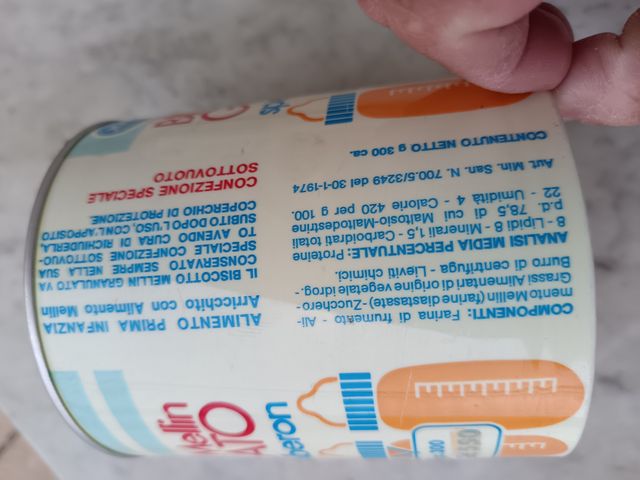 Mellin
COMPONENTI: Farina di frumento - Ali-
mento Mellin (farine diastasate) - Zucchero -
Grassi Alimentari di origine vegetale idrog. -
Burro di centrifuga - Lieviti chimici.
ANALISI MEDIA PERCENTUALE: Proteine
8 - Lipidi 8 - Minerali 1,5 - Carboidrati totali
p.d. 78,5 di cui Maltosio-Maltodestrine
22 - Umidità 4 - Calorie 420 per g 100.
Aut. Min. San. N. 700.5/3249 del 30-1-1974
CONTENUTO NETTO g 300 ca.
ALIMENTO PRIMA INFANZIA
Arricchito con Alimento Mellin
IL BISCOTTO MELLIN GRANULATO VA
CONSERVATO SEMPRE NELLA SUA
SPECIALE CONFEZIONE SOTTOVUO-
TO AVENDO CURA DI RICHIUDERLA,
SUBITO DOPO L'USO, CON L'APPOSITO
COPERCHIO DI PROTEZIONE.
CONFEZIONE SPECIALE
SOTTOVUOTO